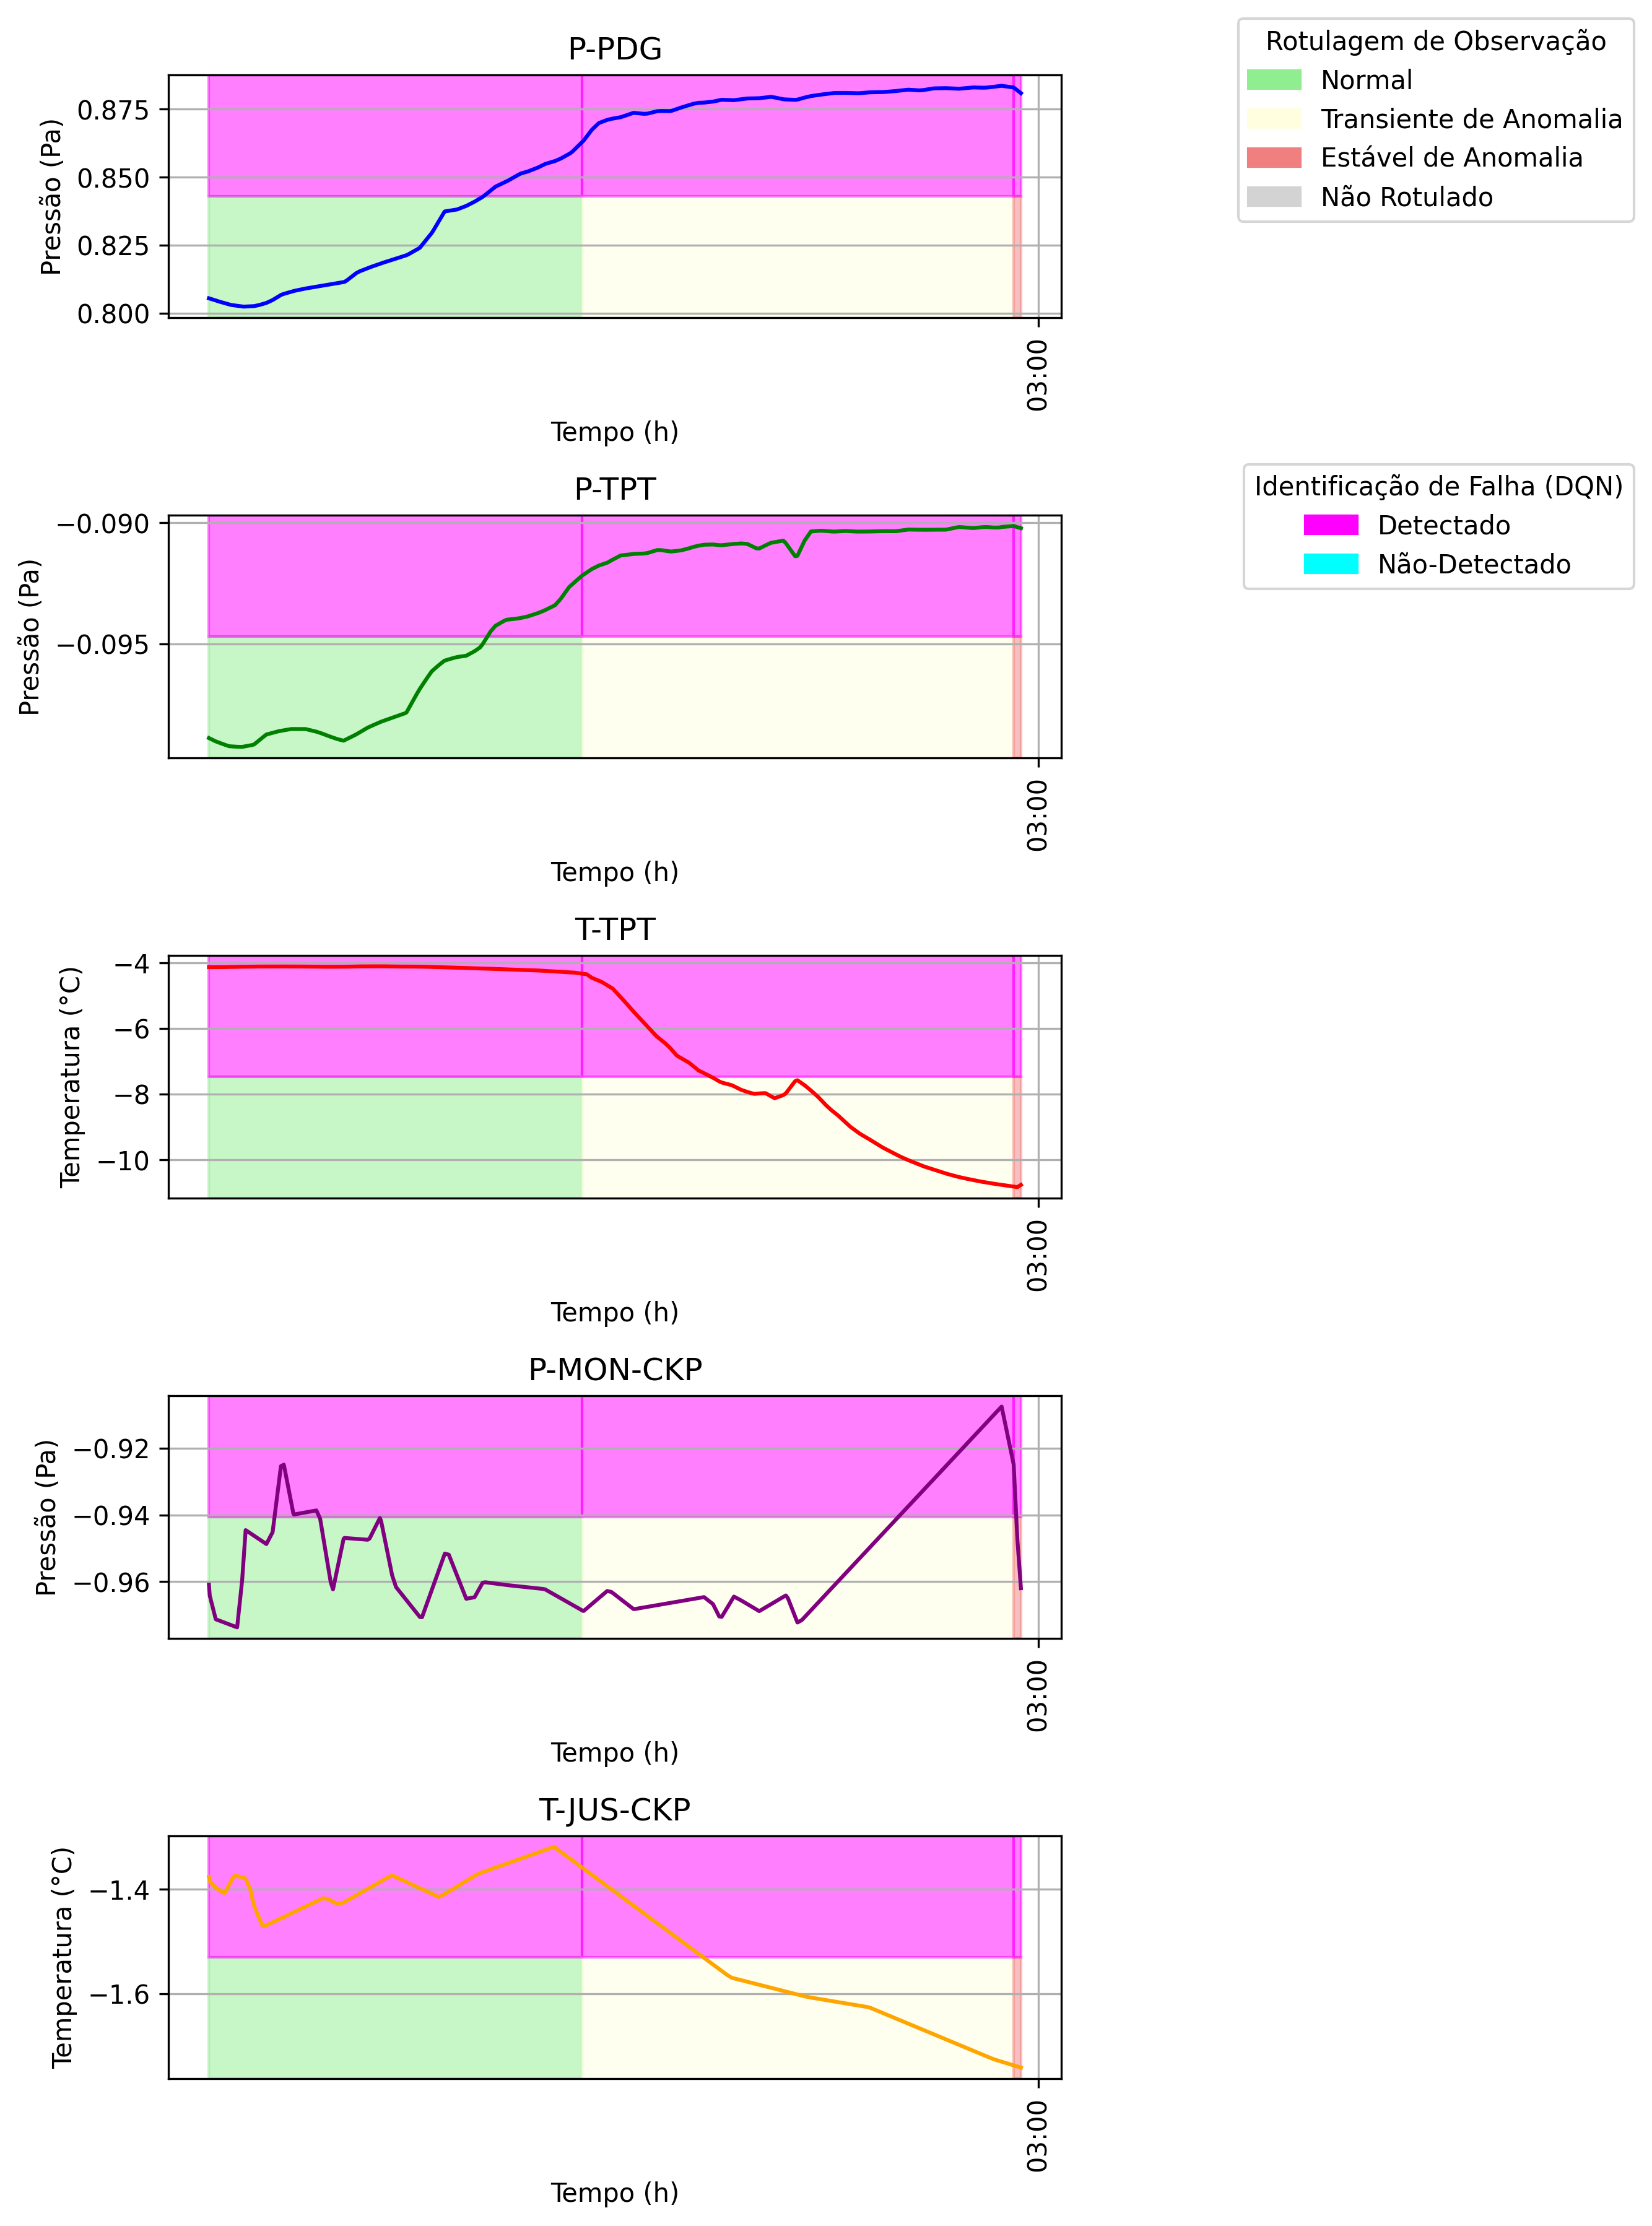 P-PDG
Pressão (Pa)
0.875
0.850
0.825
0.800
03:00
Tempo (h)
Rotulagem de Observação
Normal
Transiente de Anomalia
Estável de Anomalia
Não Rotulado
P-TPT
Pressão (Pa)
−0.090
−0.095
03:00
Tempo (h)
Identificação de Falha (DQN)
Detectado
Não-Detectado
T-TPT
Temperatura (°C)
−4
−6
−8
−10
03:00
Tempo (h)
P-MON-CKP
Pressão (Pa)
−0.92
−0.94
−0.96
03:00
Tempo (h)
T-JUS-CKP
Temperatura (°C)
−1.4
−1.6
03:00
Tempo (h)